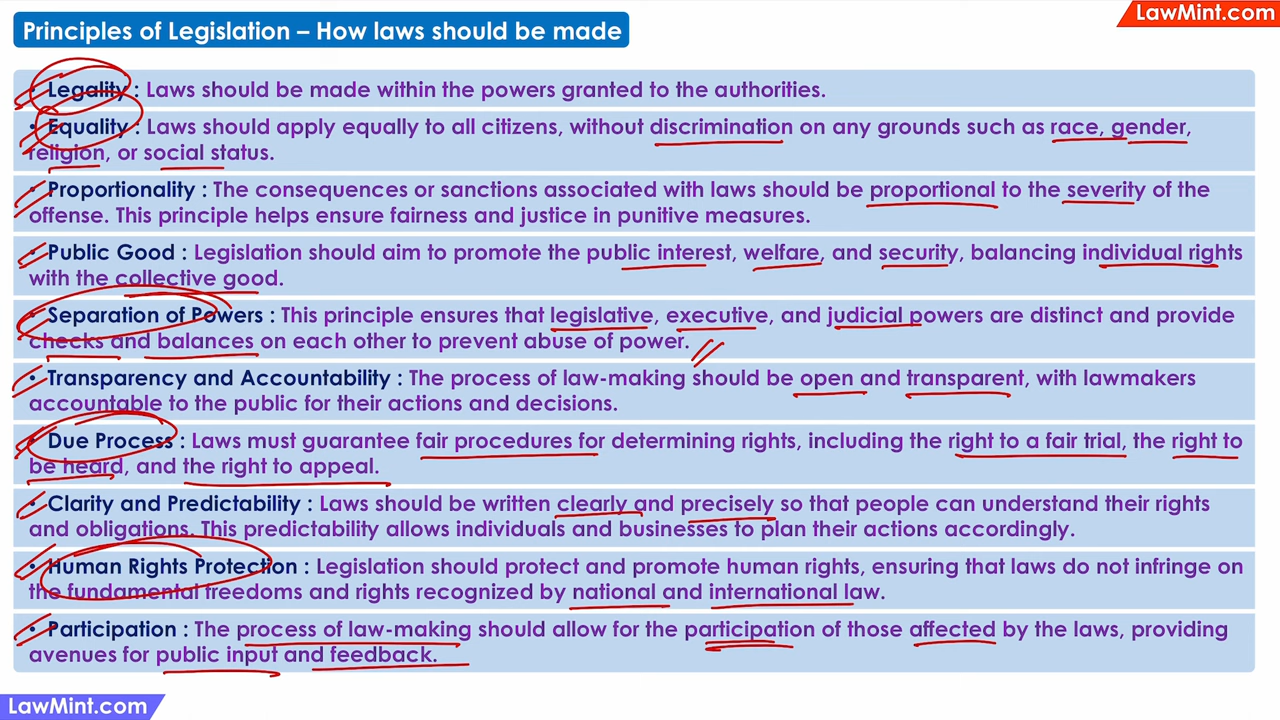 LawMint.com
Principles of Legislation – How laws should be made
• Legality : Laws should be made within the powers granted to the authorities.
• Equality : Laws should apply equally to all citizens, without discrimination on any grounds such as race, gender,
religion, or social status.
• Proportionality : The consequences or sanctions associated with laws should be proportional to the severity of the
offense. This principle helps ensure fairness and justice in punitive measures.
• Public Good : Legislation should aim to promote the public interest, welfare, and security, balancing individual rights
with the collective good.
• Separation of Powers : This principle ensures that legislative, executive, and judicial powers are distinct and provide
checks and balances on each other to prevent abuse of power.
• Transparency and Accountability : The process of law-making should be open and transparent, with lawmakers
accountable to the public for their actions and decisions.
• Due Process : Laws must guarantee fair procedures for determining rights, including the right to a fair trial, the right to
be heard, and the right to appeal.
• Clarity and Predictability : Laws should be written clearly and precisely so that people can understand their rights
and obligations. This predictability allows individuals and businesses to plan their actions accordingly.
• Human Rights Protection : Legislation should protect and promote human rights, ensuring that laws do not infringe on
the fundamental freedoms and rights recognized by national and international law.
• Participation : The process of law-making should allow for the participation of those affected by the laws, providing
avenues for public input and feedback.
LawMint.com